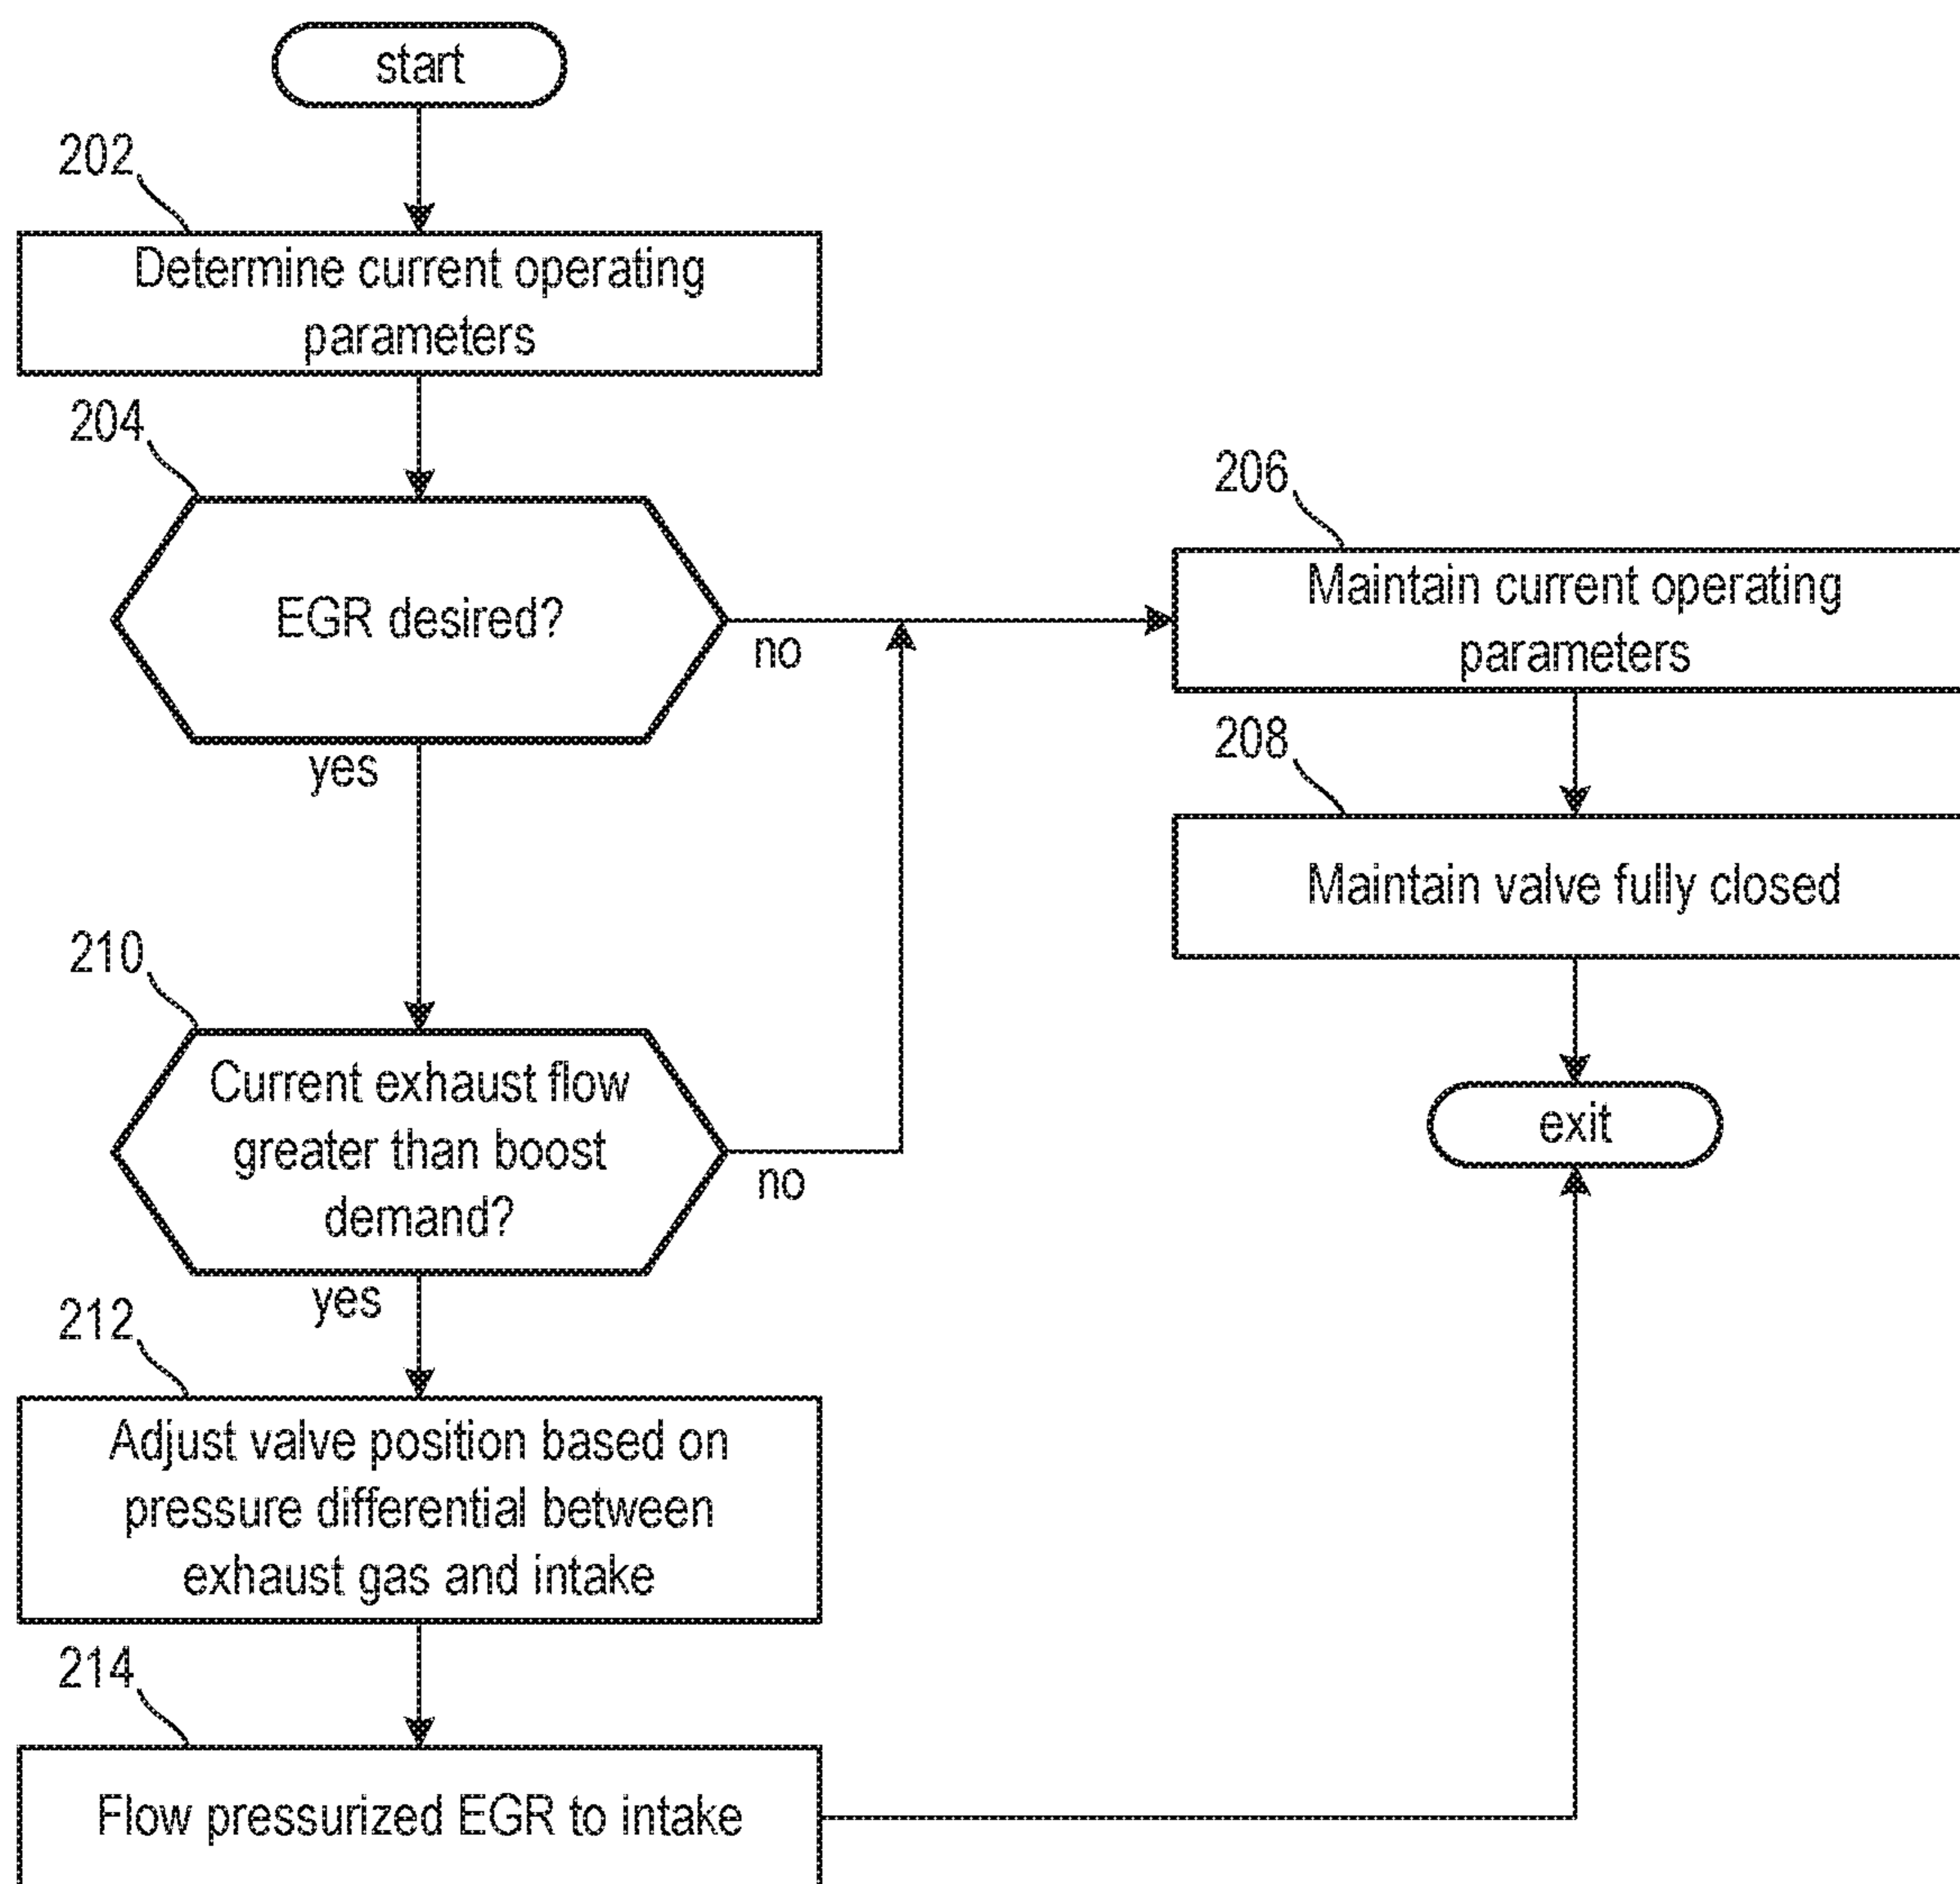 start
202
Determine current operating
parameters
204
EGR desired?
no
yes
206
Maintain current operating
parameters
208
Maintain valve fully closed
exit
210
Current exhaust flow
greater than boost
demand?
no
yes
212
Adjust valve position based on
pressure differential between
exhaust gas and intake
214
Flow pressurized EGR to intake